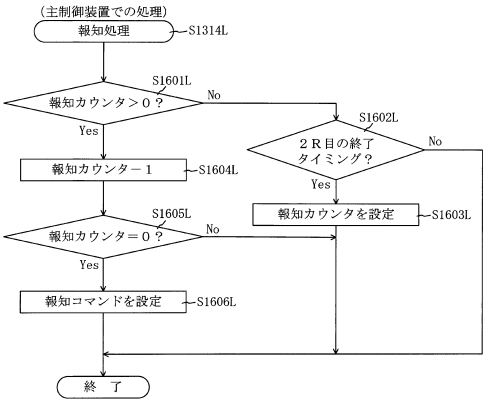 (主制御装置での処理)
報知処理
S1314L
S1601L
報知カウンタ>０？
No
Yes
S1602L
２Ｒ目の終了
タイミング？
No
Yes
報知カウンタ－１
S1604L
報知カウンタを設定
S1603L
S1605L
報知カウンタ＝０？
No
Yes
報知コマンドを設定
S1606L
終 了